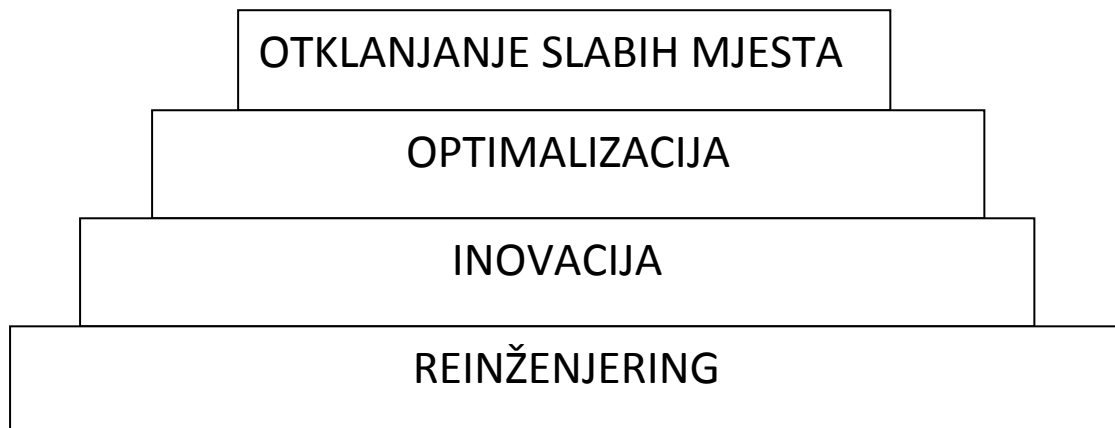 OTKLANJANJE SLABIH MJESTA
OPTIMALIZACIJA
INOVACIJA
REINŽENJERING